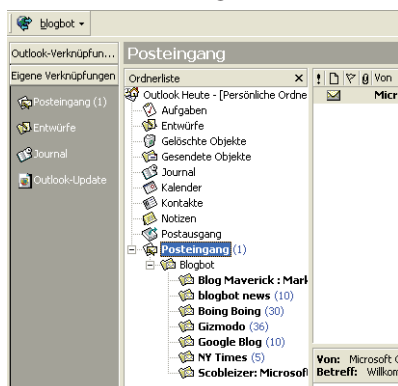 blogbot
Outlook-Verknüpfun...
Eigene Verknüpfungen
Posteingang (1)
Entwürfe
Journal
Outlook-Update
Posteingang
Ordnerliste
Outlook Heute - [Persönliche Ordne
Aufgaben
Entwürfe
Gelöschte Objekte
Gesendete Objekte
Journal
Kalender
Kontakte
Notizen
Postausgang
Posteingang (1)
Blogbot
Blog Maverick : Mark
blogbot news (10)
Boing Boing (30)
Gizmodo (36)
Google Blog (10)
NY Times (5)
Scobleizer: Microsoft
Von
Micr
Von: Microsoft O
Betreff: Willkon